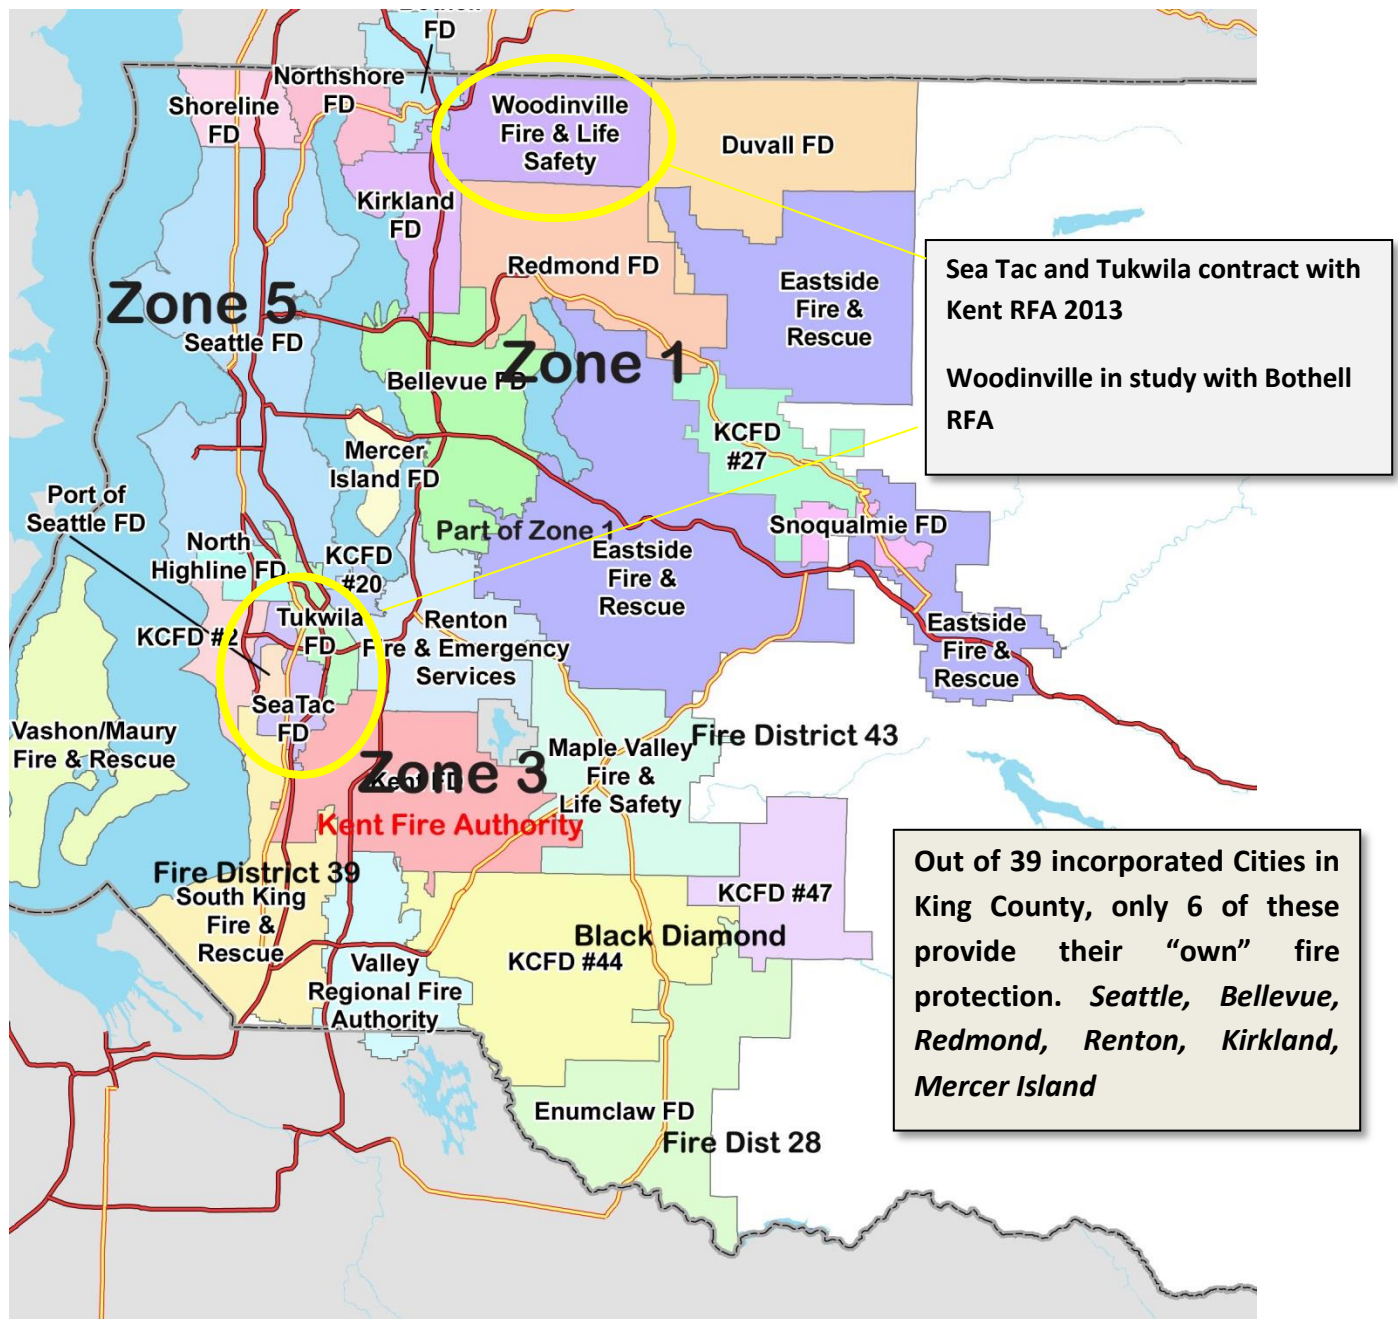 FD
Northshore
FD
Shoreline
FD
Woodinville
Fire & Life
Safety
Duvall FD
Kirkland
FD
Redmond FD
Eastside
Fire &
Rescue
Zone 5
Seattle FD
Zone 1
Bellevue FD
Mercer
Island FD
KCFD
#27
Port of
Seattle FD
Snoqualmie FD
North
Highline FD
KCFD
#20
Part of Zone 1
Eastside
Fire &
Rescue
Tukwila
FD
KCFD #2
Renton
Fire & Emergency
Services
Eastside
Fire &
Rescue
SeaTac
FD
Vashon/Maury
Fire & Rescue
Fire District 43
Maple Valley
Fire &
Life Safety
Zone 3
Kent FD
Kent Fire Authority
Fire District 39
South King
Fire &
Rescue
KCFD #47
Black Diamond
KCFD #44
Valley
Regional Fire
Authority
Enumclaw FD
Fire Dist 28
Sea Tac and Tukwila contract with
Kent RFA 2013
Woodinville in study with Bothell
RFA
Out of 39 incorporated Cities in
King County, only 6 of these
provide their “own” fire
protection. Seattle, Bellevue,
Redmond, Renton, Kirkland,
Mercer Island